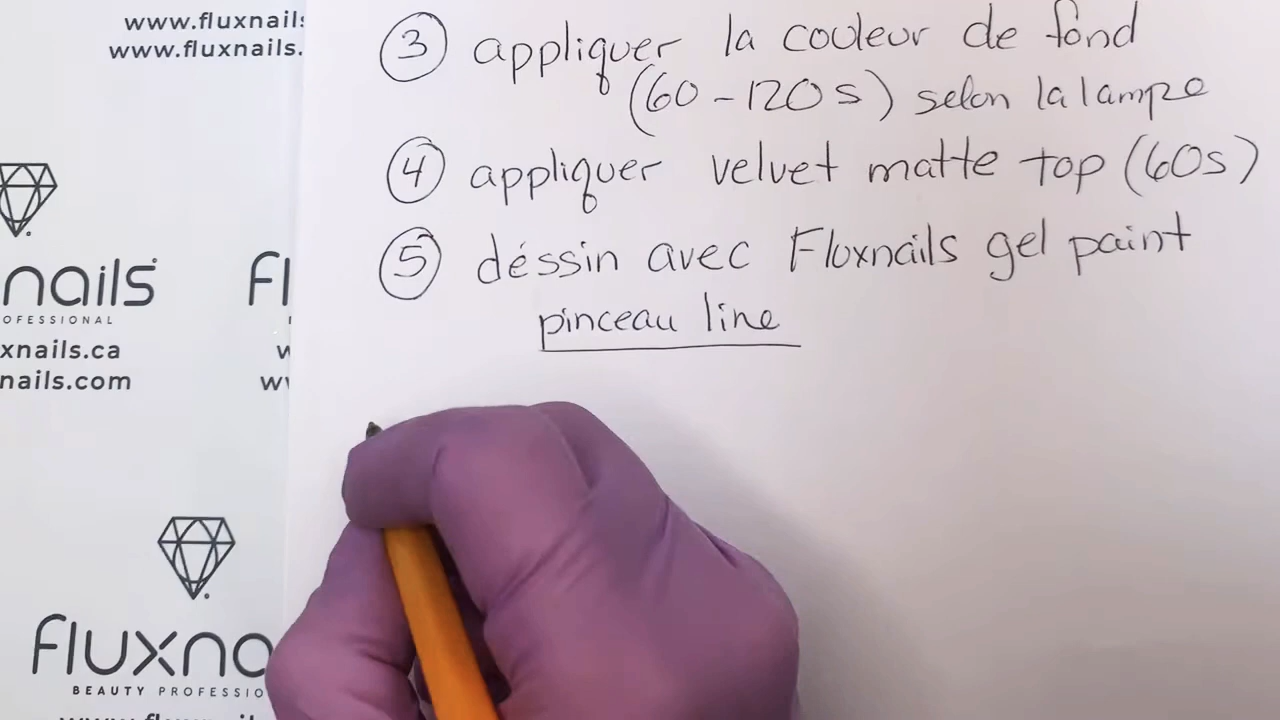 www.fluxnails
www.fluxnails.
nails
OFESSIONAL
xnails.ca
nails.com
Fl
w
wv
fluxna
BEAUTY PROFESSIO
③ appliquer la couleur de fond
(60-120s) selon la lampe
④ appliquer velvet matte top (60s)
⑤ déssin avec Fluxnails gel paint
pinceau line